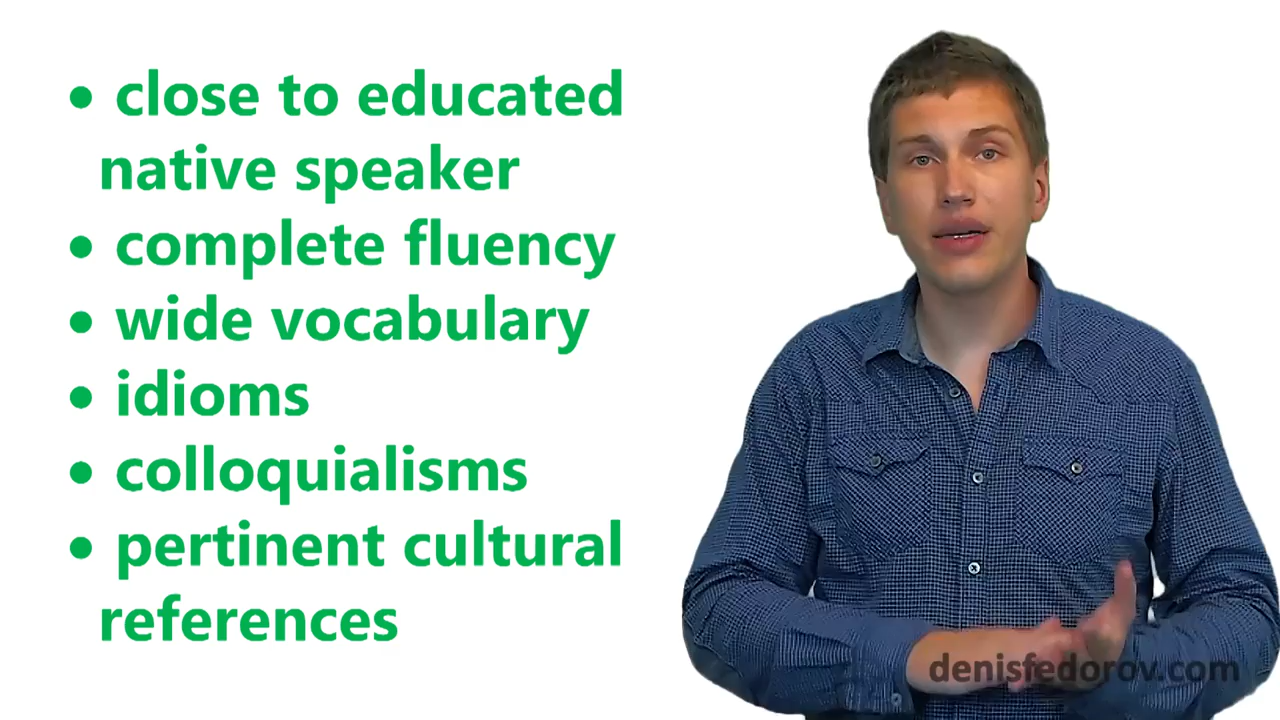 • close to educated
native speaker
• complete fluency
• wide vocabulary
• idioms
• colloquialisms
• pertinent cultural
references
denisfedorov.com